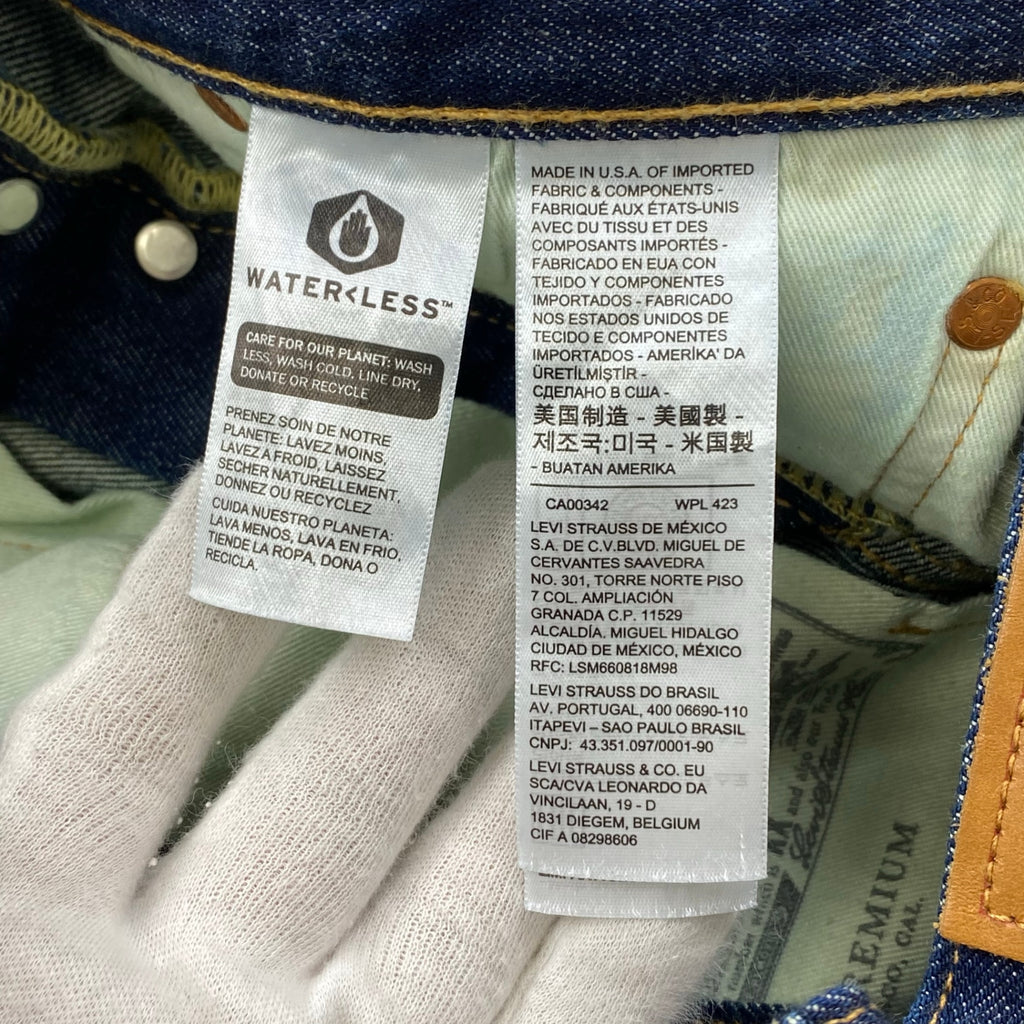 WATER<LESS™
CARE FOR OUR PLANET: WASH
LESS, WASH COLD, LINE DRY,
DONATE OR RECYCLE
PRENEZ SOIN DE NOTRE
PLANETE: LAVEZ MOINS,
LAVEZ A FROID, LAISSEZ
SECHER NATURELLEMENT,
DONNEZ OU RECYCLEZ
CUIDA NUESTRO PLANETA:
LAVA MENOS, LAVA EN FRIO,
TIENDE LA ROPA, DONA O
RECICLA.
MADE IN U.S.A. OF IMPORTED
FABRIC & COMPONENTS -
FABRIQUÉ AUX ÉTATS-UNIS
AVEC DU TISSU ET DES
COMPOSANTS IMPORTÉS -
FABRICADO EN EUA CON
TEJIDO Y COMPONENTES
IMPORTADOS - FABRICADO
NOS ESTADOS UNIDOS DE
TECIDO E COMPONENTES
IMPORTADOS - AMERİKA' DA
ÜRETİLMİŞTİR -
СДЕЛАНО В США -
美国制造 - 美國製 -
제조국:미국 - 米国製
- BUATAN AMERIKA
CA00342 WPL 423
LEVI STRAUSS DE MÉXICO
S.A. DE C.V.BLVD. MIGUEL DE
CERVANTES SAAVEDRA
NO. 301, TORRE NORTE PISO
7 COL. AMPLIACIÓN
GRANADA C.P. 11529
ALCALDÍA. MIGUEL HIDALGO
CIUDAD DE MÉXICO, MÉXICO
RFC: LSM660818M98
LEVI STRAUSS DO BRASIL
AV. PORTUGAL, 400 06690-110
ITAPEVI – SAO PAULO BRASIL
CNPJ: 43.351.097/0001-90
LEVI STRAUSS & CO. EU
SCA/CVA LEONARDO DA
VINCILAAN, 19 - D
1831 DIEGEM, BELGIUM
CIF A 08298606
and also our Trade
Levi Strauss